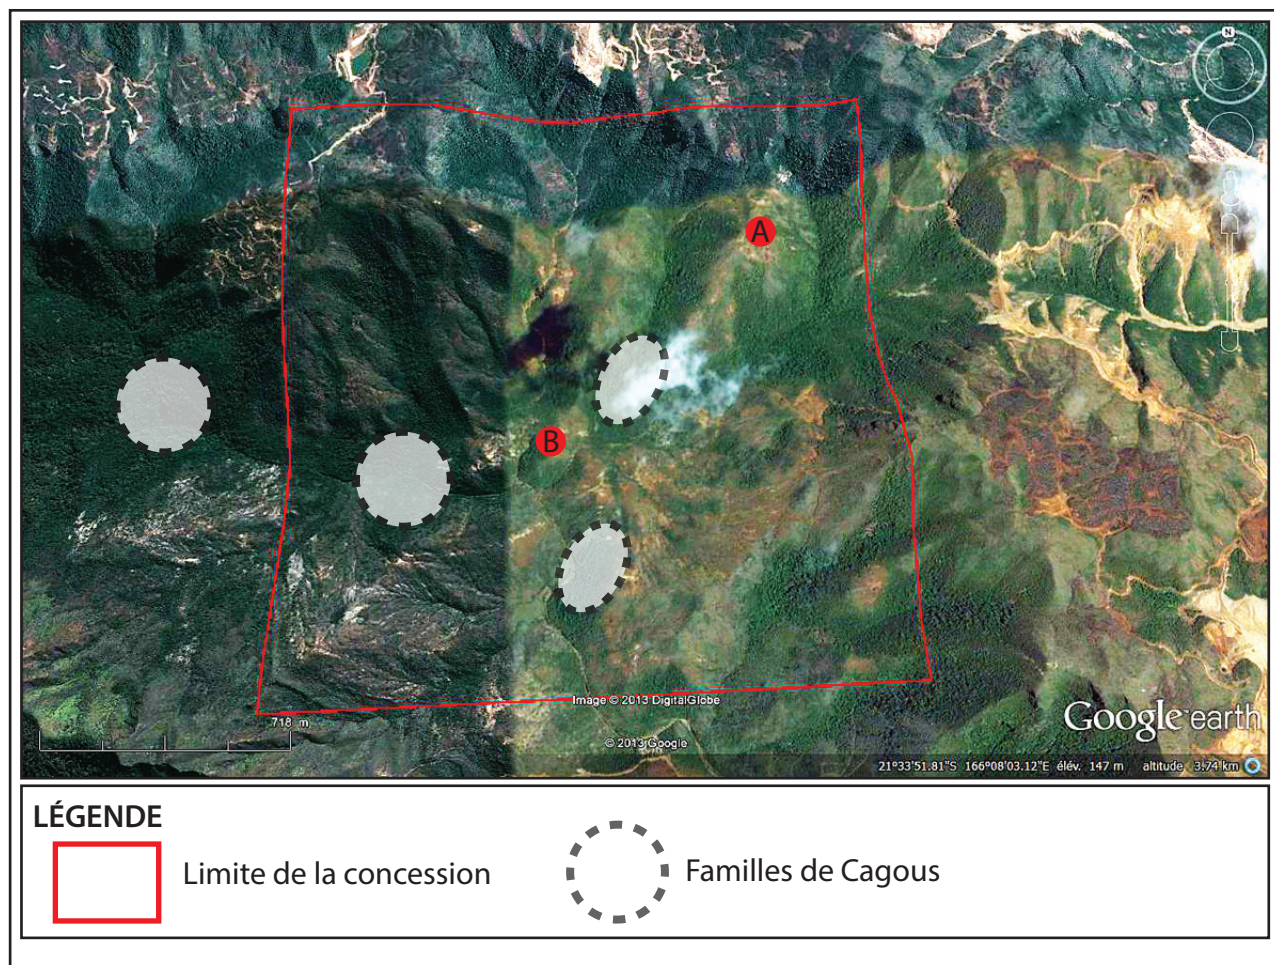 N
A
B
Image © 2013 DigitalGlobe
718 m
© 2013 Google
Google earth
21°33'51.81"S 166°08'03.12"E élév. 147 m altitude 3.74 km
LÉGENDE
Limite de la concession
Familles de Cagous